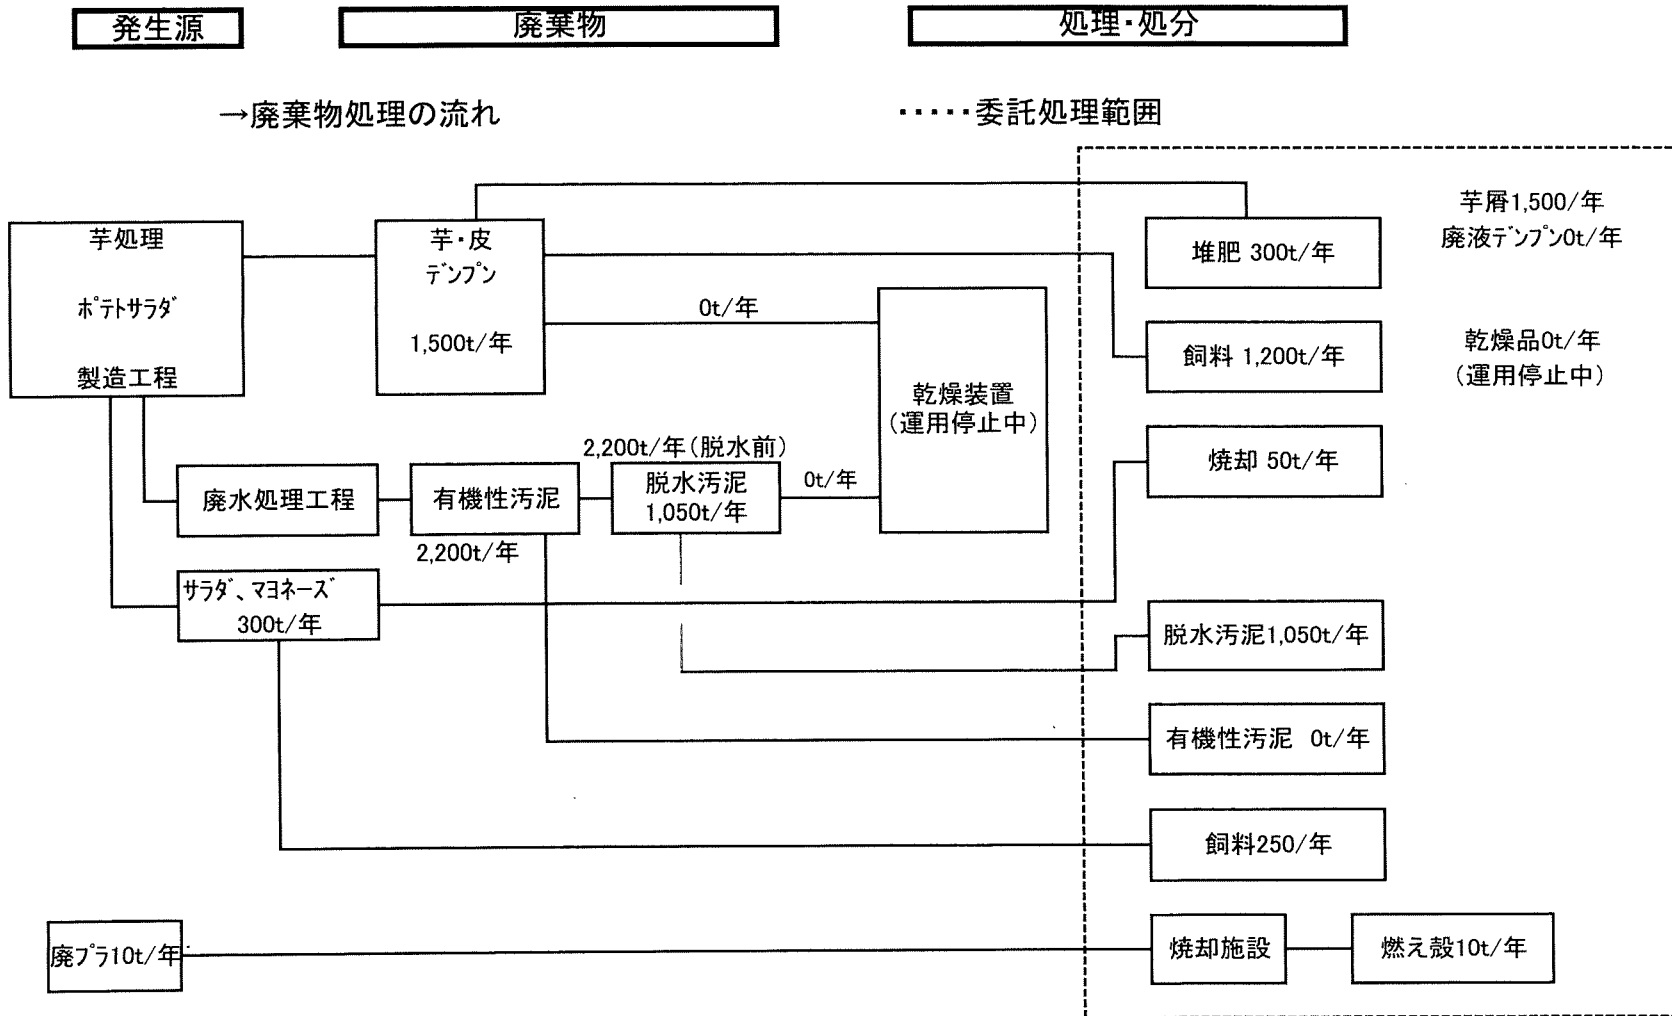 発生源
廃棄物
処理・処分
→廃棄物処理の流れ
・・・・・委託処理範囲
芋処理
ﾎﾟﾃﾄｻﾗﾀﾞ
製造工程
芋・皮
ﾃﾞﾝﾌﾟﾝ
1,500t/年
0t/年
乾燥装置
(運用停止中)
堆肥 300t/年
芋屑1,500/年
廃液ﾃﾞﾝﾌﾟﾝ0t/年
飼料 1,200t/年
乾燥品0t/年
(運用停止中)
焼却 50t/年
廃水処理工程
有機性汚泥
2,200t/年
2,200t/年(脱水前)
脱水汚泥
1,050t/年
0t/年
ｻﾗﾀﾞ、ﾏﾖﾈｰｽﾞ
300t/年
脱水汚泥1,050t/年
有機性汚泥 0t/年
飼料250/年
廃ﾌﾟﾗ10t/年
焼却施設
燃え殻10t/年